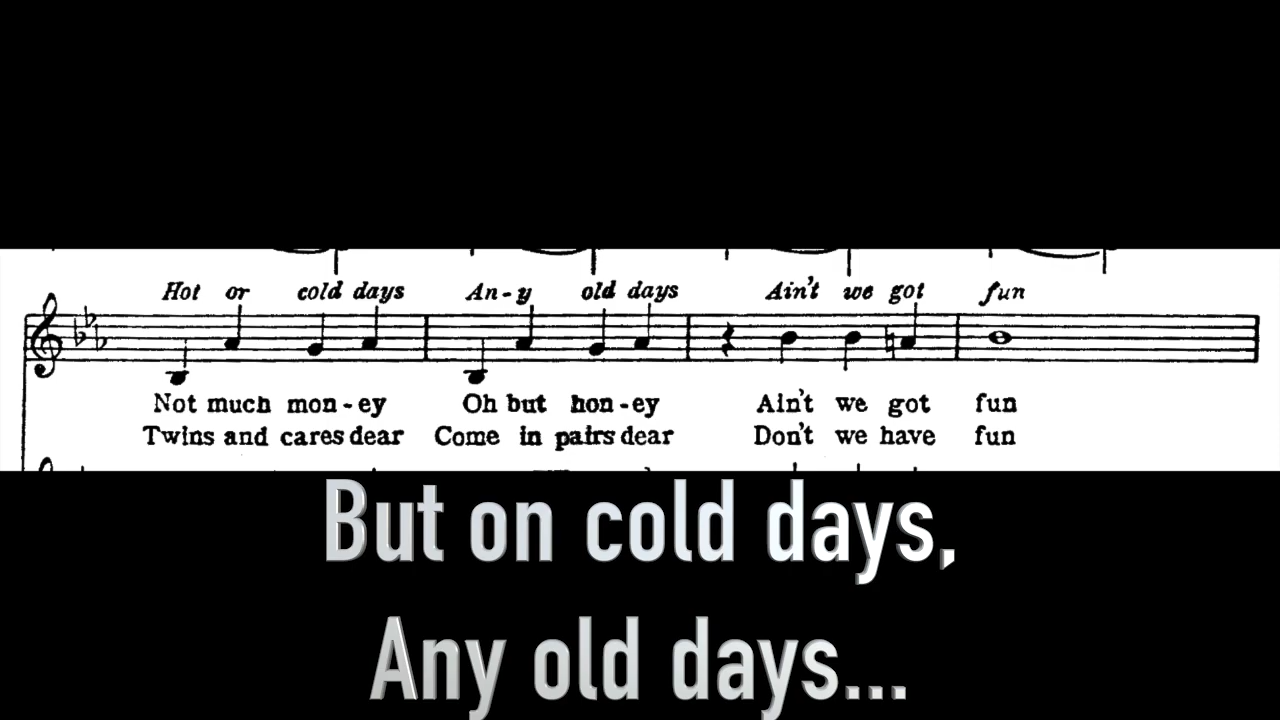 Hot or cold days An-y old days Ain't we got fun
Not much mon-ey Oh but hon-ey Ain't we got fun
Twins and cares dear Come in pairs dear Don't we have fun
But on cold days,
Any old days...